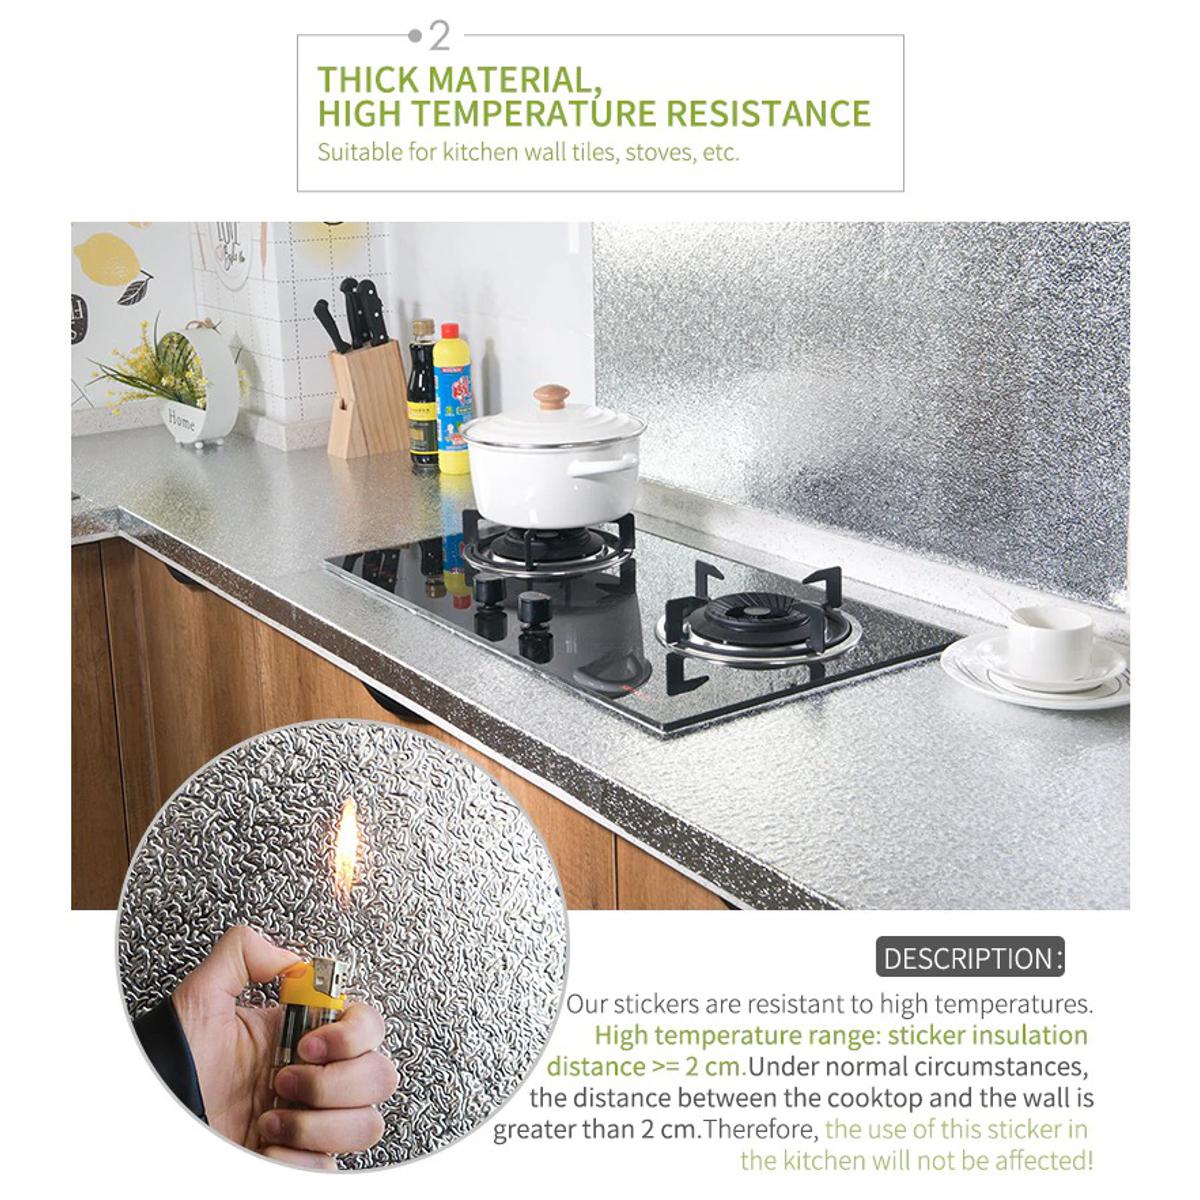 2
THICK MATERIAL,
HIGH TEMPERATURE RESISTANCE
Suitable for kitchen wall tiles, stoves, etc.
Home
DESCRIPTION:
Our stickers are resistant to high temperatures.
High temperature range: sticker insulation
distance >= 2 cm.Under normal circumstances,
the distance between the cooktop and the wall is
greater than 2 cm.Therefore, the use of this sticker in
the kitchen will not be affected!